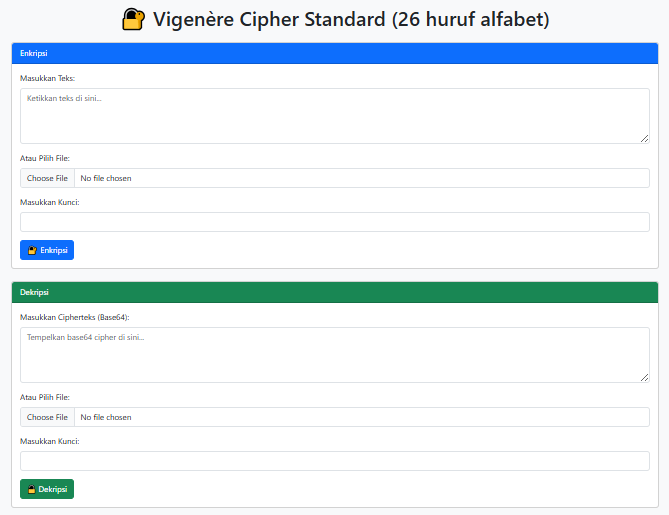 🔐 Vigenère Cipher Standard (26 huruf alfabet)
Enkripsi
Masukkan Teks:
Ketikkan teks di sini...
Atau Pilih File:
Choose File No file chosen
Masukkan Kunci:
🔐 Enkripsi
Dekripsi
Masukkan Cipherteks (Base64):
Tempelkan base64 cipher di sini...
Atau Pilih File:
Choose File No file chosen
Masukkan Kunci:
🔓 Dekripsi